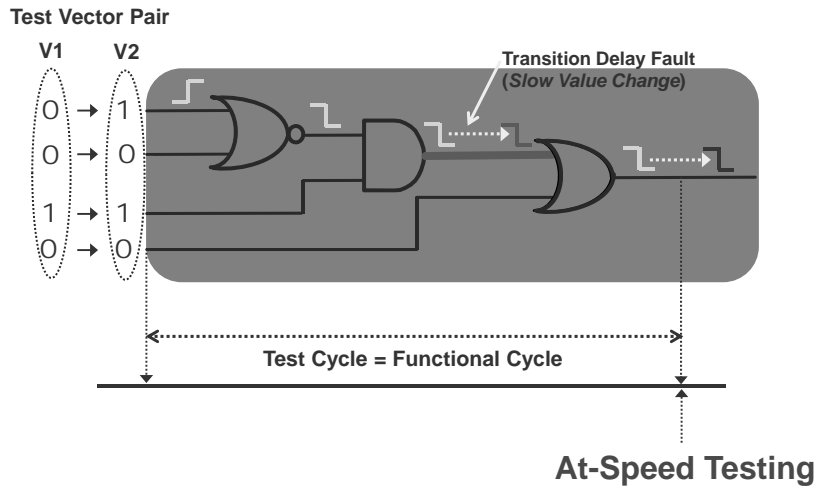 Test Vector Pair
V1 V2
Transition Delay Fault
(Slow Value Change)
0 → 1
0 → 0
1 → 1
0 → 0
Test Cycle = Functional Cycle
At-Speed Testing